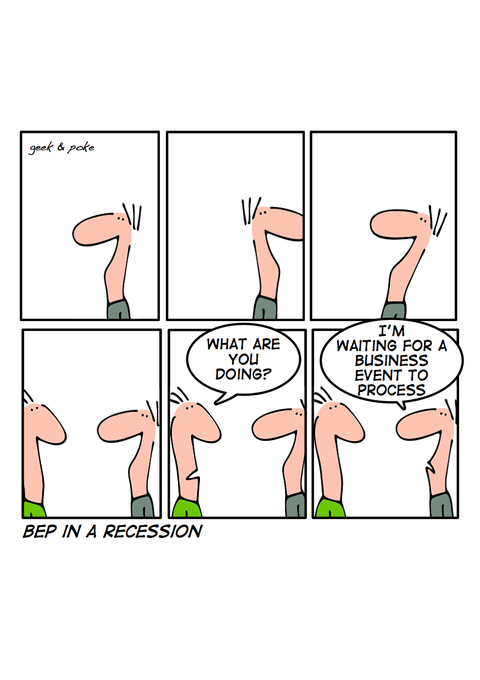 geek & poke
WHAT ARE
YOU
DOING?
I'M
WAITING FOR A
BUSINESS
EVENT TO
PROCESS
BEP IN A RECESSION